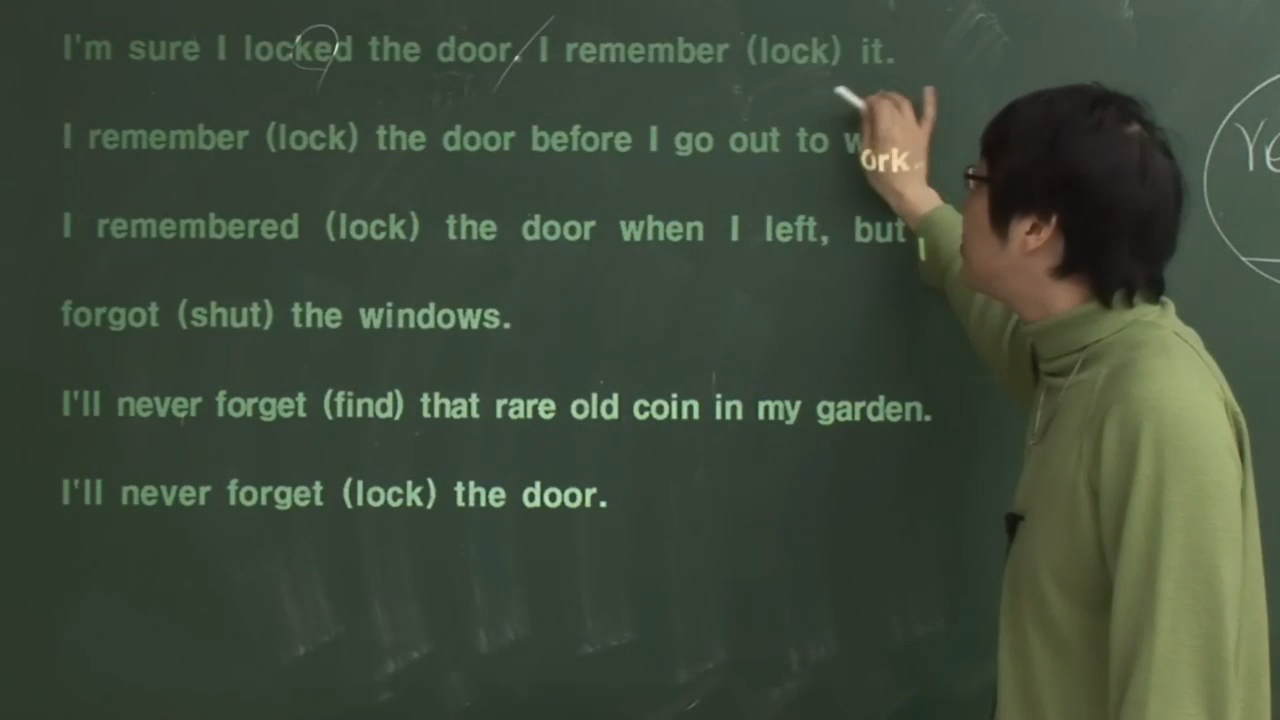 I'm sure I locked the door. I remember (lock) it.
I remember (lock) the door before I go out to work.
I remembered (lock) the door when I left, but I
forgot (shut) the windows.
I'll never forget (find) that rare old coin in my garden.
I'll never forget (lock) the door.